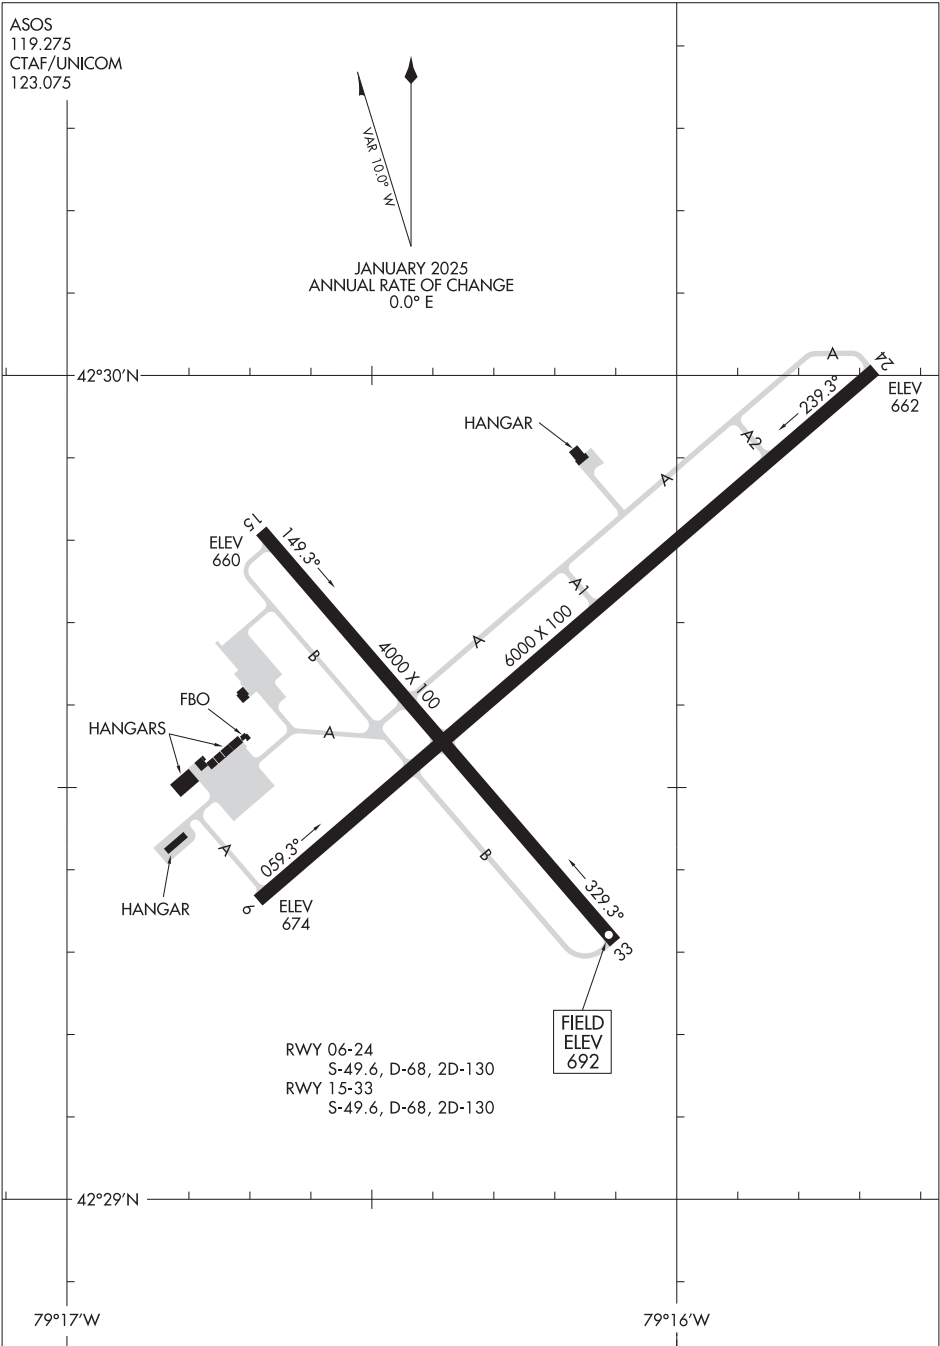 ASOS
119.275
CTAF/UNICOM
123.075
VAR 10.0° W
JANUARY 2025
ANNUAL RATE OF CHANGE
0.0° E
42°30'N
A
24
ELEV
662
239.3°
HANGAR
A2
A
15
ELEV
660
149.3°
A1
6000 X 100
A
4000 X 100
B
FBO
HANGARS
A
A
059.3°
B
329.3°
HANGAR
6
ELEV
674
33
FIELD
ELEV
692
RWY 06-24
S-49.6, D-68, 2D-130
RWY 15-33
S-49.6, D-68, 2D-130
42°29'N
79°17'W
79°16'W